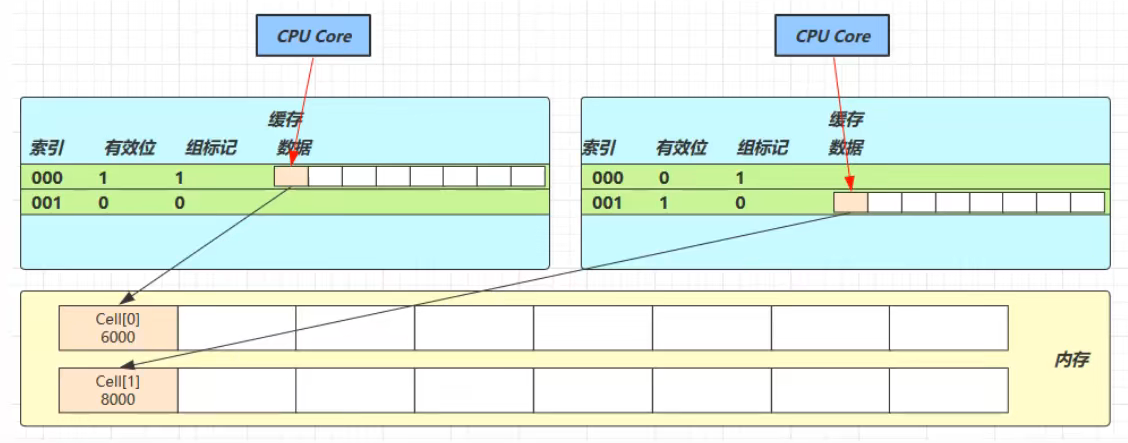 CPU Core
CPU Core
缓存
索引 有效位 组标记 数据
000 1 1
001 0 0
缓存
索引 有效位 组标记 数据
000 0 1
001 1 0
Cell[0]
6000
Cell[1]
8000
内存